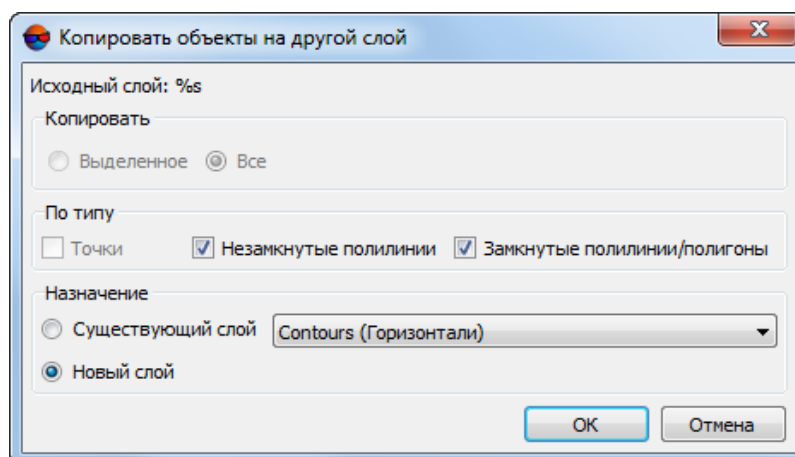 Копировать объекты на другой слой
Исходный слой: %s
Копировать
Выделенное Все
По типу
Точки Незамкнутые полилинии Замкнутые полилинии/полигоны
Назначение
Существующий слой Contours (Горизонтали)
Новый слой
OK Отмена